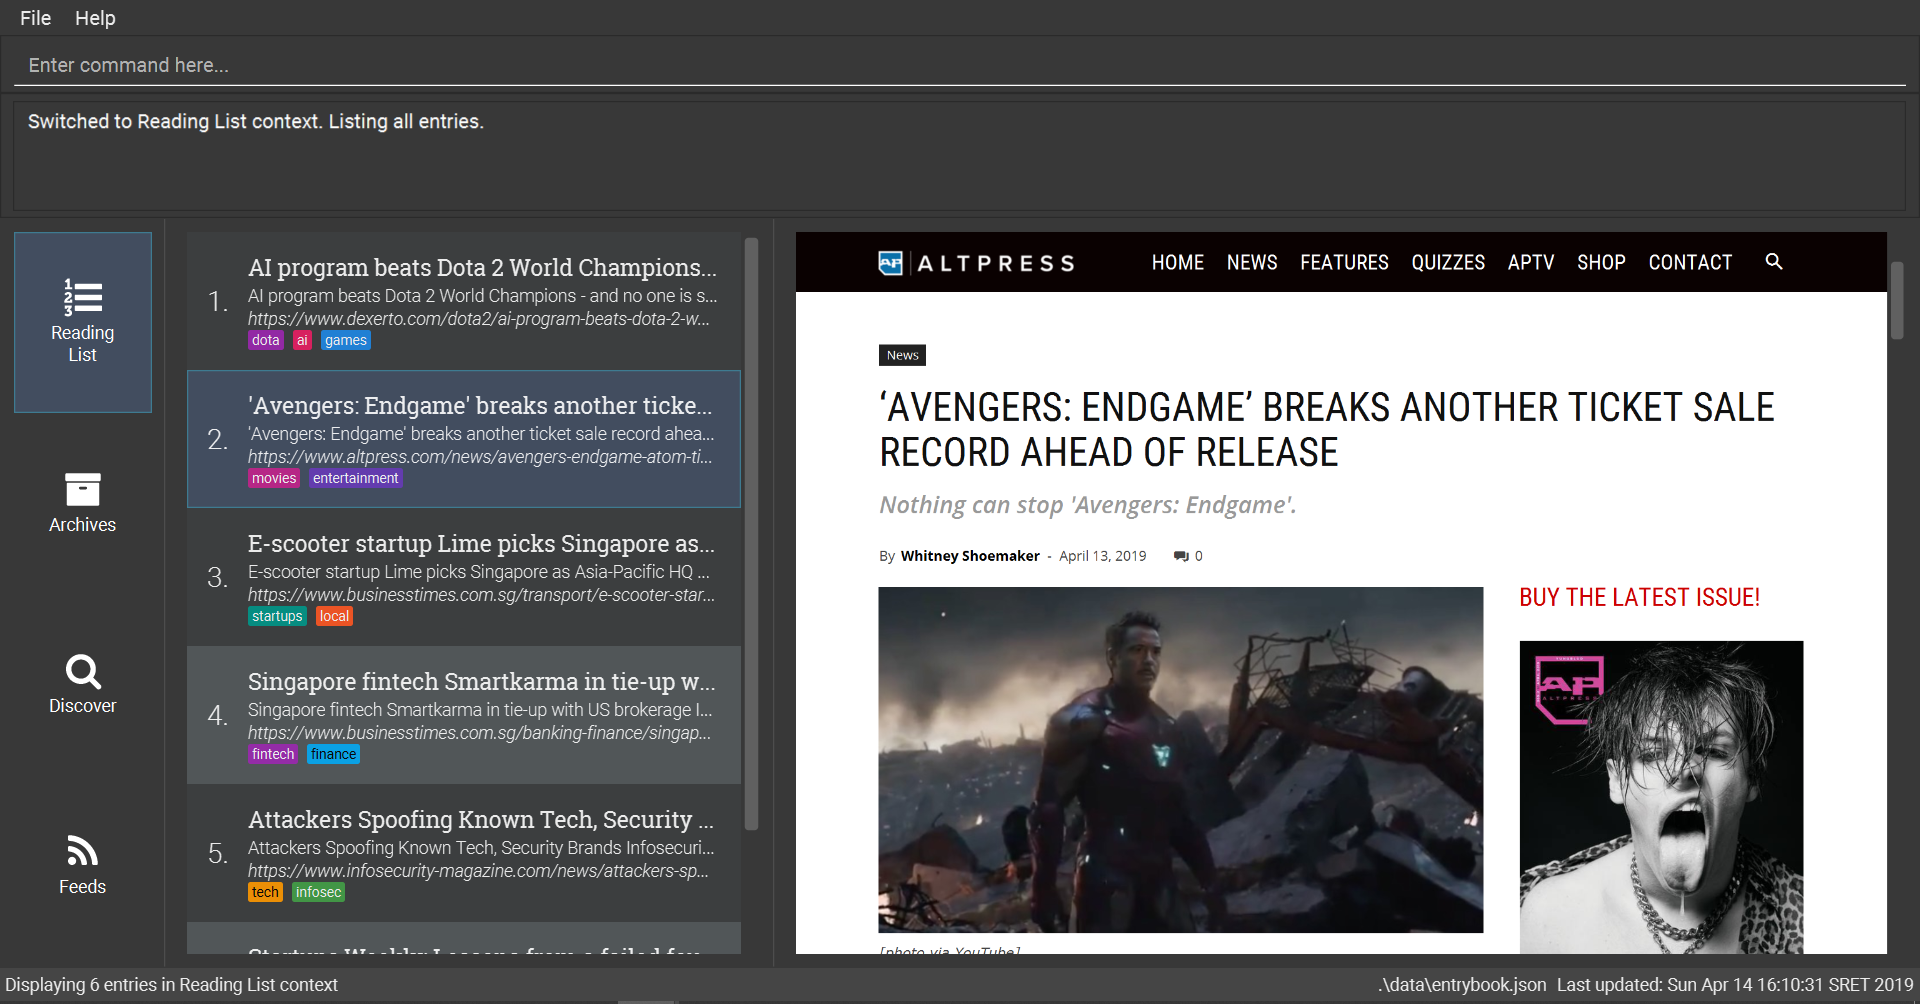 File Help
Enter command here...
Switched to Reading List context. Listing all entries.
Reading
List
Archives
Discover
Feeds
1.
AI program beats Dota 2 World Champions...
AI program beats Dota 2 World Champions - and no one is s...
https://www.dexerto.com/dota2/ai-program-beats-dota-2-w...
dota ai games
2.
'Avengers: Endgame' breaks another ticke...
'Avengers: Endgame' breaks another ticket sale record ahea...
https://www.altpress.com/news/avengers-endgame-atom-ti...
movies entertainment
3.
E-scooter startup Lime picks Singapore as...
E-scooter startup Lime picks Singapore as Asia-Pacific HQ ...
https://www.businesstimes.com.sg/transport/e-scooter-star...
startups local
4.
Singapore fintech Smartkarma in tie-up w...
Singapore fintech Smartkarma in tie-up with US brokerage I...
https://www.businesstimes.com.sg/banking-finance/singap...
fintech finance
5.
Attackers Spoofing Known Tech, Security ...
Attackers Spoofing Known Tech, Security Brands Infosecuri...
https://www.infosecurity-magazine.com/news/attackers-sp...
tech infosec
Startups Weekly: Lessons from a failed fou...
AP ALTPRESS HOME NEWS FEATURES QUIZZES APTV SHOP CONTACT
News
‘AVENGERS: ENDGAME’ BREAKS ANOTHER TICKET SALE
RECORD AHEAD OF RELEASE
Nothing can stop 'Avengers: Endgame'.
By Whitney Shoemaker - April 13, 2019 0
BUY THE LATEST ISSUE!
AP
ALTPRESS
[photo via YouTube]
Displaying 6 entries in Reading List context
.\data\entrybook.json Last updated: Sun Apr 14 16:10:31 SRET 2019